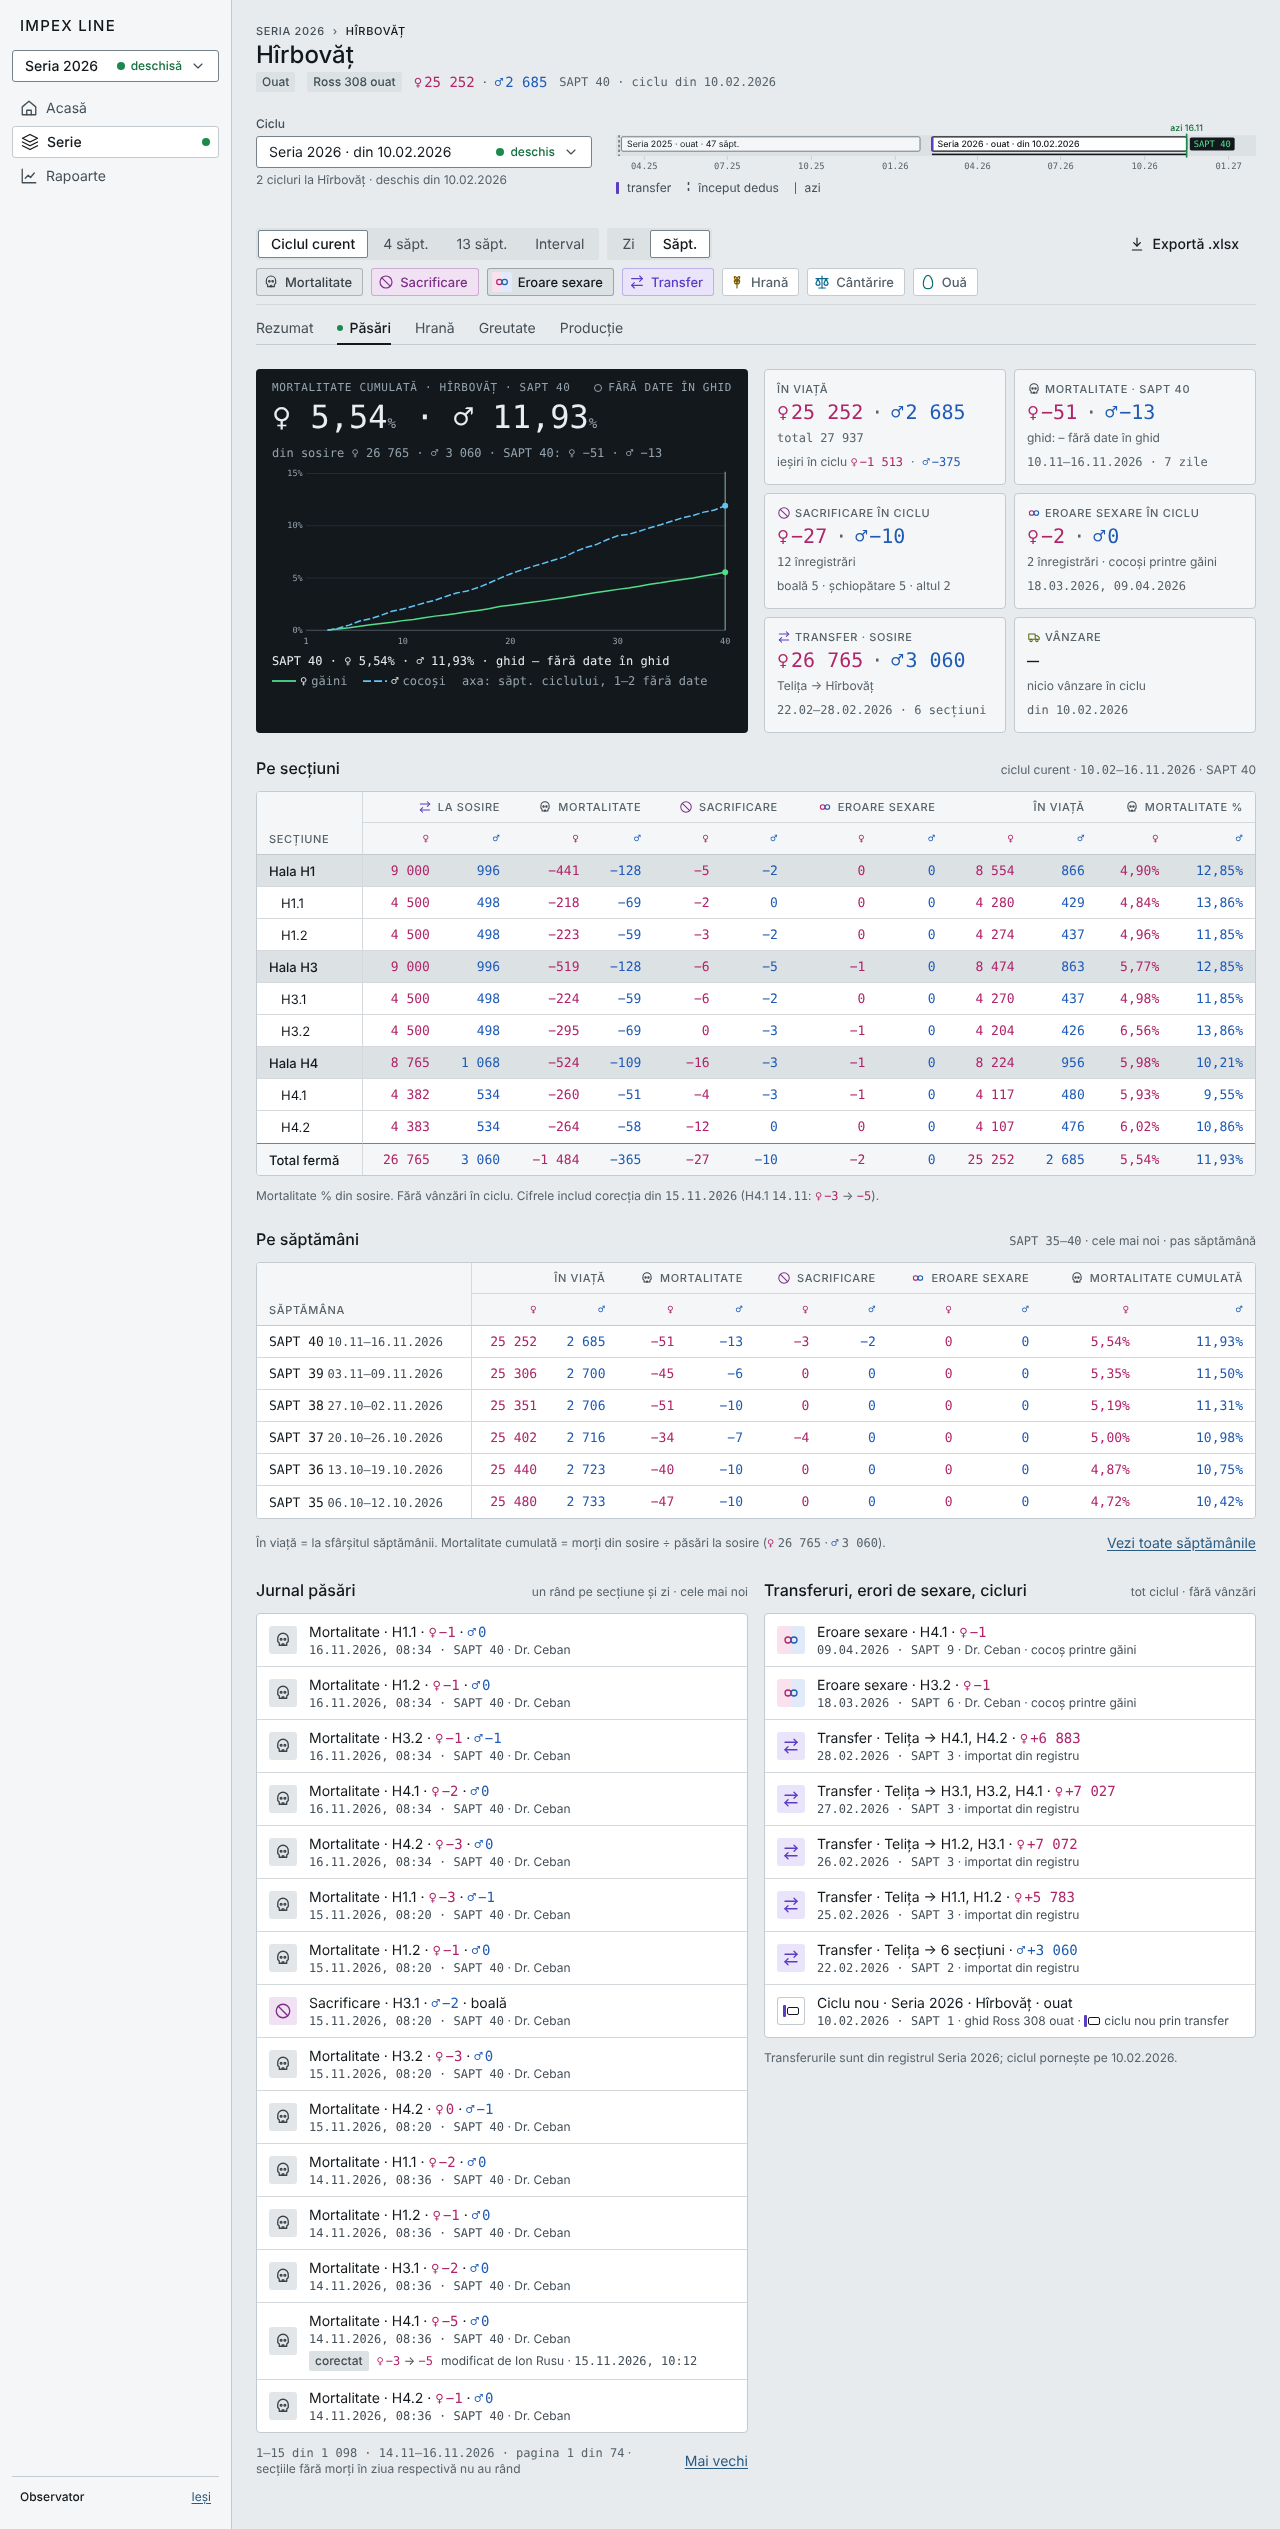 IMPEX LINE
Seria 2026 deschisă
Acasă
Serie
Rapoarte
SERIA 2026 › HÎRBOVĂȚ
Hîrbovăț
Ouat Ross 308 ouat ♀25 252 · ♂2 685 SAPT 40 · ciclu din 10.02.2026
Ciclu
Seria 2026 · din 10.02.2026 deschis
2 cicluri la Hîrbovăț · deschis din 10.02.2026
azi 16.11
Seria 2025 · ouat · 47 săpt. Seria 2026 · ouat · din 10.02.2026 SAPT 40
04.25 07.25 10.25 01.26 04.26 07.26 10.26 01.27
transfer început dedus azi
Ciclul curent 4 săpt. 13 săpt. Interval Zi Săpt. Exportă .xlsx
Mortalitate Sacrificare Eroare sexare Transfer Hrană Cântărire Ouă
Rezumat Păsări Hrană Greutate Producție
MORTALITATE CUMULATĂ · HÎRBOVĂȚ · SAPT 40 FĂRĂ DATE ÎN GHID
♀ 5,54% · ♂ 11,93%
din sosire ♀ 26 765 · ♂ 3 060 · SAPT 40: ♀ −51 · ♂ −13
15%
10%
5%
0%
1 10 20 30 40
SAPT 40 · ♀ 5,54% · ♂ 11,93% · ghid — fără date în ghid
♀ găini ♂ cocoși axa: săpt. ciclului, 1–2 fără date
ÎN VIAȚĂ
♀25 252 · ♂2 685
total 27 937
ieșiri în ciclu ♀−1 513 · ♂−375
MORTALITATE · SAPT 40
♀−51 · ♂−13
ghid: – fără date în ghid
10.11–16.11.2026 · 7 zile
SACRIFICARE ÎN CICLU
♀−27 · ♂−10
12 înregistrări
boală 5 · șchiopătare 5 · altul 2
EROARE SEXARE ÎN CICLU
♀−2 · ♂0
2 înregistrări · cocoși printre găini
18.03.2026, 09.04.2026
TRANSFER · SOSIRE
♀26 765 · ♂3 060
Telița → Hîrbovăț
22.02–28.02.2026 · 6 secțiuni
VÂNZARE
—
nicio vânzare în ciclu
din 10.02.2026
Pe secțiuni ciclul curent · 10.02–16.11.2026 · SAPT 40
LA SOSIRE MORTALITATE SACRIFICARE EROARE SEXARE ÎN VIAȚĂ MORTALITATE %
SECȚIUNE ♀ ♂ ♀ ♂ ♀ ♂ ♀ ♂ ♀ ♂ ♀ ♂
Hala H1 9 000 996 −441 −128 −5 −2 0 0 8 554 866 4,90% 12,85%
H1.1 4 500 498 −218 −69 −2 0 0 0 4 280 429 4,84% 13,86%
H1.2 4 500 498 −223 −59 −3 −2 0 0 4 274 437 4,96% 11,85%
Hala H3 9 000 996 −519 −128 −6 −5 −1 0 8 474 863 5,77% 12,85%
H3.1 4 500 498 −224 −59 −6 −2 0 0 4 270 437 4,98% 11,85%
H3.2 4 500 498 −295 −69 0 −3 −1 0 4 204 426 6,56% 13,86%
Hala H4 8 765 1 068 −524 −109 −16 −3 −1 0 8 224 956 5,98% 10,21%
H4.1 4 382 534 −260 −51 −4 −3 −1 0 4 117 480 5,93% 9,55%
H4.2 4 383 534 −264 −58 −12 0 0 0 4 107 476 6,02% 10,86%
Total fermă 26 765 3 060 −1 484 −365 −27 −10 −2 0 25 252 2 685 5,54% 11,93%
Mortalitate % din sosire. Fără vânzări în ciclu. Cifrele includ corecția din 15.11.2026 (H4.1 14.11: ♀−3 → −5).
Pe săptămâni SAPT 35–40 · cele mai noi · pas săptămână
ÎN VIAȚĂ MORTALITATE SACRIFICARE EROARE SEXARE MORTALITATE CUMULATĂ
SĂPTĂMÂNA ♀ ♂ ♀ ♂ ♀ ♂ ♀ ♂ ♀ ♂
SAPT 40 10.11–16.11.2026 25 252 2 685 −51 −13 −3 −2 0 0 5,54% 11,93%
SAPT 39 03.11–09.11.2026 25 306 2 700 −45 −6 0 0 0 0 5,35% 11,50%
SAPT 38 27.10–02.11.2026 25 351 2 706 −51 −10 0 0 0 0 5,19% 11,31%
SAPT 37 20.10–26.10.2026 25 402 2 716 −34 −7 −4 0 0 0 5,00% 10,98%
SAPT 36 13.10–19.10.2026 25 440 2 723 −40 −10 0 0 0 0 4,87% 10,75%
SAPT 35 06.10–12.10.2026 25 480 2 733 −47 −10 0 0 0 0 4,72% 10,42%
În viață = la sfârșitul săptămânii. Mortalitate cumulată = morți din sosire ÷ păsări la sosire (♀ 26 765 · ♂ 3 060). Vezi toate săptămânile
Jurnal păsări un rând pe secțiune și zi · cele mai noi
Mortalitate · H1.1 · ♀−1 · ♂0
16.11.2026, 08:34 · SAPT 40 · Dr. Ceban
Mortalitate · H1.2 · ♀−1 · ♂0
16.11.2026, 08:34 · SAPT 40 · Dr. Ceban
Mortalitate · H3.2 · ♀−1 · ♂−1
16.11.2026, 08:34 · SAPT 40 · Dr. Ceban
Mortalitate · H4.1 · ♀−2 · ♂0
16.11.2026, 08:34 · SAPT 40 · Dr. Ceban
Mortalitate · H4.2 · ♀−3 · ♂0
16.11.2026, 08:34 · SAPT 40 · Dr. Ceban
Mortalitate · H1.1 · ♀−3 · ♂−1
15.11.2026, 08:20 · SAPT 40 · Dr. Ceban
Mortalitate · H1.2 · ♀−1 · ♂0
15.11.2026, 08:20 · SAPT 40 · Dr. Ceban
Sacrificare · H3.1 · ♂−2 · boală
15.11.2026, 08:20 · SAPT 40 · Dr. Ceban
Mortalitate · H3.2 · ♀−3 · ♂0
15.11.2026, 08:20 · SAPT 40 · Dr. Ceban
Mortalitate · H4.2 · ♀0 · ♂−1
15.11.2026, 08:20 · SAPT 40 · Dr. Ceban
Mortalitate · H1.1 · ♀−2 · ♂0
14.11.2026, 08:36 · SAPT 40 · Dr. Ceban
Mortalitate · H1.2 · ♀−1 · ♂0
14.11.2026, 08:36 · SAPT 40 · Dr. Ceban
Mortalitate · H3.1 · ♀−2 · ♂0
14.11.2026, 08:36 · SAPT 40 · Dr. Ceban
Mortalitate · H4.1 · ♀−5 · ♂0
14.11.2026, 08:36 · SAPT 40 · Dr. Ceban
corectat ♀−3 → −5 modificat de Ion Rusu · 15.11.2026, 10:12
Mortalitate · H4.2 · ♀−1 · ♂0
14.11.2026, 08:36 · SAPT 40 · Dr. Ceban
1–15 din 1 098 · 14.11–16.11.2026 · pagina 1 din 74 ·
secțiile fără morți în ziua respectivă nu au rând
Mai vechi
Transferuri, erori de sexare, cicluri tot ciclul · fără vânzări
Eroare sexare · H4.1 · ♀−1
09.04.2026 · SAPT 9 · Dr. Ceban · cocoș printre găini
Eroare sexare · H3.2 · ♀−1
18.03.2026 · SAPT 6 · Dr. Ceban · cocoș printre găini
Transfer · Telița → H4.1, H4.2 · ♀+6 883
28.02.2026 · SAPT 3 · importat din registru
Transfer · Telița → H3.1, H3.2, H4.1 · ♀+7 027
27.02.2026 · SAPT 3 · importat din registru
Transfer · Telița → H1.2, H3.1 · ♀+7 072
26.02.2026 · SAPT 3 · importat din registru
Transfer · Telița → H1.1, H1.2 · ♀+5 783
25.02.2026 · SAPT 3 · importat din registru
Transfer · Telița → 6 secțiuni · ♂+3 060
22.02.2026 · SAPT 2 · importat din registru
Ciclu nou · Seria 2026 · Hîrbovăț · ouat
10.02.2026 · SAPT 1 · ghid Ross 308 ouat · ciclu nou prin transfer
Transferurile sunt din registrul Seria 2026; ciclul pornește pe 10.02.2026.
Observator Ieși